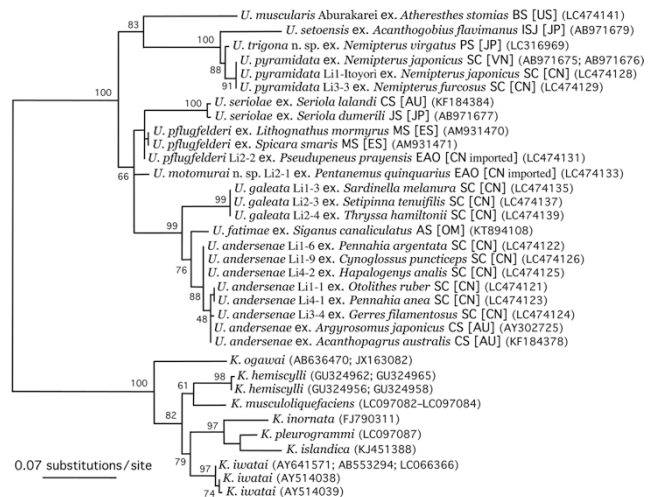 83
U. muscularis Aburakarei ex. Atheresthes stomias BS [US] (LC474141)
U. setoensis ex. Acanthogobius flavimanus ISJ [JP] (AB971679)
100
U. trigona n. sp ex. Nemipterus virgatus PS [JP] (LC316969)
88
U. pyramidata ex. Nemipterus japonicus SC [VN] (AB971675; AB971676)
U. pyramidata Li1-Itoyori ex. Nemipterus japonicus SC [CN] (LC474128)
91
U. pyramidata Li3-3 ex. Nemipterus furcosus SC [CN] (LC474129)
100
100
U. seriolae ex. Seriola lalandi CS [AU] (KF184384)
U. seriolae ex. Seriola dumerili JS [JP] (AB971677)
U. pflugfelderi ex. Lithognathus mormyrus MS [ES] (AM931470)
U. pflugfelderi ex. Spicara smaris MS [ES] (AM931471)
U. pflugfelderi Li2-2 ex. Pseudupeneus prayensis EAO [CN imported] (LC474131)
66
U. motomurai n. sp Li2-1 ex. Pentanemus quinquarius EAO [CN imported] (LC474133)
U. galeata Li1-3 ex. Sardinella melanura SC [CN] (LC474135)
99
U. galeata Li2-3 ex. Setipinna tenuifilis SC [CN] (LC474137)
U. galeata Li2-4 ex. Thryssa hamiltonii SC [CN] (LC474139)
99
U. fatimae ex. Siganus canaliculatus AS [OM] (KT894108)
U. andersenae Li1-6 ex. Pennahia argentata SC [CN] (LC474122)
76
U. andersenae Li1-9 ex. Cynoglossus puncticeps SC [CN] (LC474126)
U. andersenae Li4-2 ex. Hapalogenys analis SC [CN] (LC474125)
88
U. andersenae Li1-1 ex. Otolithes ruber SC [CN] (LC474121)
U. andersenae Li4-1 ex. Pennahia anea SC [CN] (LC474123)
48
U. andersenae Li3-4 ex. Gerres filamentosus SC [CN] (LC474124)
U. andersenae ex. Argyrosomus japonicus CS [AU] (AY302725)
U. andersenae ex. Acanthopagrus australis CS [AU] (KF184378)
100
K. ogawai (AB636470; JX163082)
98
K. hemiscylli (GU324962; GU324965)
61
K. hemiscylli (GU324956; GU324958)
K. musculoliquefaciens (LC097082–LC097084)
82
K. inornata (FJ790311)
97
K. pleurogrammi (LC097087)
K. islandica (KJ451388)
79
97
K. iwatai (AY641571; AB553294; LC066366)
K. iwatai (AY514038)
74
K. iwatai (AY514039)
0.07 substitutions/site